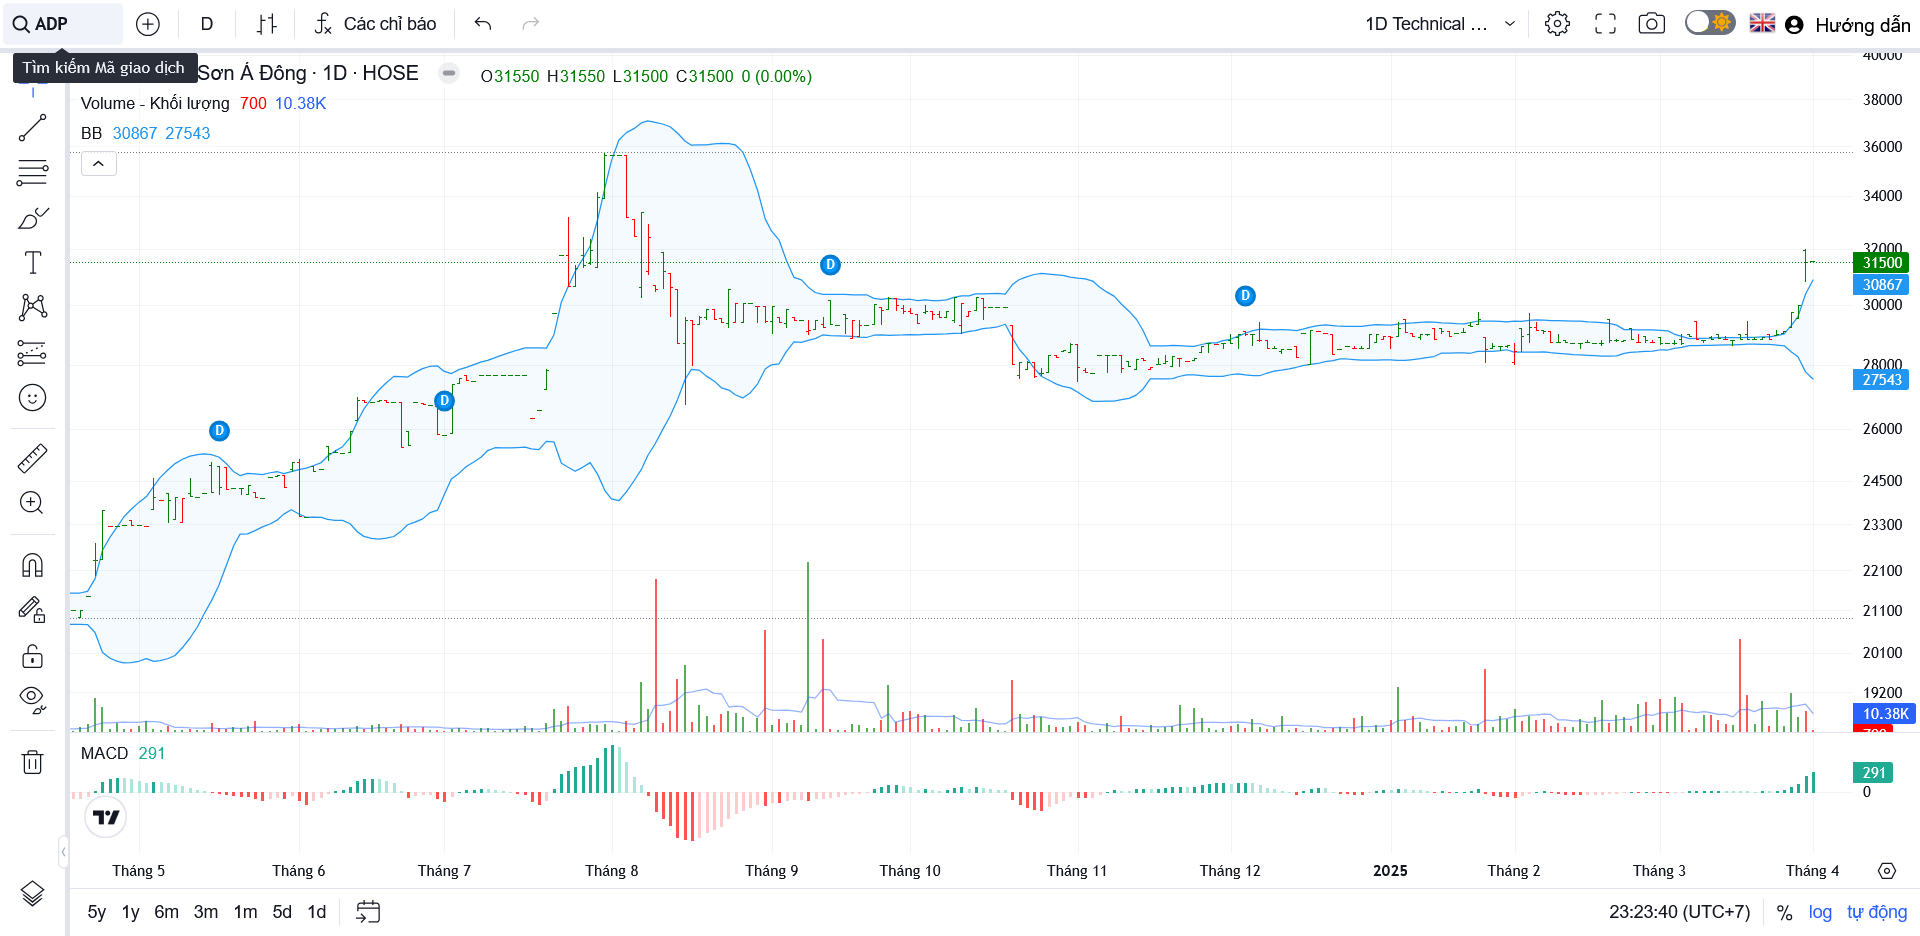 ADP
D
Các chỉ báo
1D Technical ...
Hướng dẫn
Tìm kiếm Mã giao dịch
Sơn Á Đông · 1D · HOSE
O31550 H31550 L31500 C31500 0 (0.00%)
Volume - Khối lượng 700 10.38K
BB 30867 27543
40000
38000
36000
34000
32000
31500
30867
30000
28000
27543
26000
24500
23300
22100
21100
20100
19200
10.38K
700
D
D
D
D
MACD 291
291
0
Tháng 5
Tháng 6
Tháng 7
Tháng 8
Tháng 9
Tháng 10
Tháng 11
Tháng 12
2025
Tháng 2
Tháng 3
Tháng 4
5y 1y 6m 3m 1m 5d 1d
23:23:40 (UTC+7) % log tự động